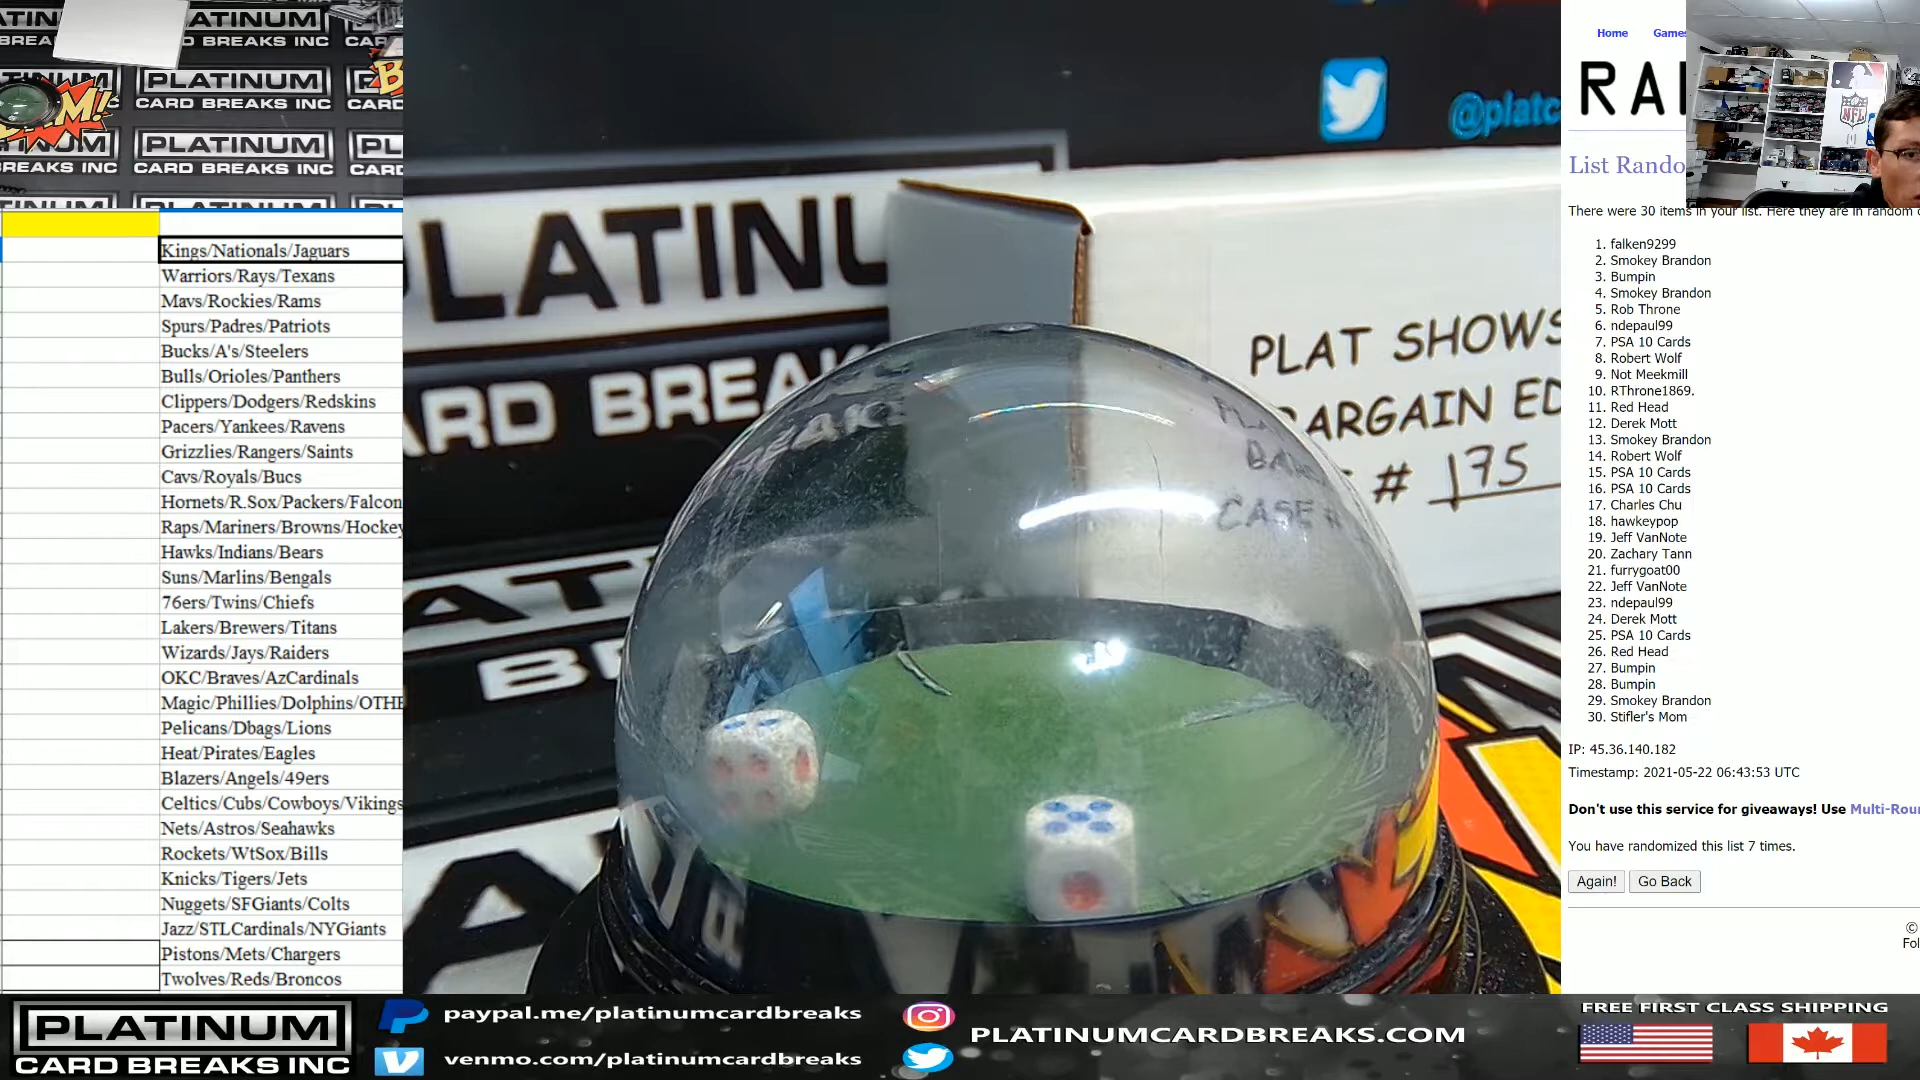 PLATINUM
CARD BREAKS INC
PLATINUM
CARD BREAKS INC
Kings/Nationals/Jaguars
Warriors/Rays/Texans
Mavs/Rockies/Rams
Spurs/Padres/Patriots
Bucks/A's/Steelers
Bulls/Orioles/Panthers
Clippers/Dodgers/Redskins
Pacers/Yankees/Ravens
Grizzlies/Rangers/Saints
Cavs/Royals/Bucs
Hornets/R.Sox/Packers/Falcon
Raps/Mariners/Browns/Hockey
Hawks/Indians/Bears
Suns/Marlins/Bengals
76ers/Twins/Chiefs
Lakers/Brewers/Titans
Wizards/Jays/Raiders
OKC/Braves/AzCardinals
Magic/Phillies/Dolphins/OTHE
Pelicans/Dbags/Lions
Heat/Pirates/Eagles
Blazers/Angels/49ers
Celtics/Cubs/Cowboys/Vikings
Nets/Astros/Seahawks
Rockets/WtSox/Bills
Knicks/Tigers/Jets
Nuggets/SFGiants/Colts
Jazz/STLCardinals/NYGiants
Pistons/Mets/Chargers
Twolves/Reds/Broncos
@platc
LATINU
ARD BREA
PLAT SHOWS
BARGAIN ED
# 175
Home Games
RA
List Rando
NFL
There were 30 items in your list. Here they are in random o
1. falken9299
2. Smokey Brandon
3. Bumpin
4. Smokey Brandon
5. Rob Throne
6. ndepaul99
7. PSA 10 Cards
8. Robert Wolf
9. Not Meekmill
10. RThrone1869.
11. Red Head
12. Derek Mott
13. Smokey Brandon
14. Robert Wolf
15. PSA 10 Cards
16. PSA 10 Cards
17. Charles Chu
18. hawkeypop
19. Jeff VanNote
20. Zachary Tann
21. furrygoat00
22. Jeff VanNote
23. ndepaul99
24. Derek Mott
25. PSA 10 Cards
26. Red Head
27. Bumpin
28. Bumpin
29. Smokey Brandon
30. Stifler's Mom
IP: 45.36.140.182
Timestamp: 2021-05-22 06:43:53 UTC
Don't use this service for giveaways! Use Multi-Rou
You have randomized this list 7 times.
Again! Go Back
©
Fol
PLATINUM
CARD BREAKS INC
paypal.me/platinumcardbreaks
venmo.com/platinumcardbreaks
PLATINUMCARDBREAKS.COM
FREE FIRST CLASS SHIPPING